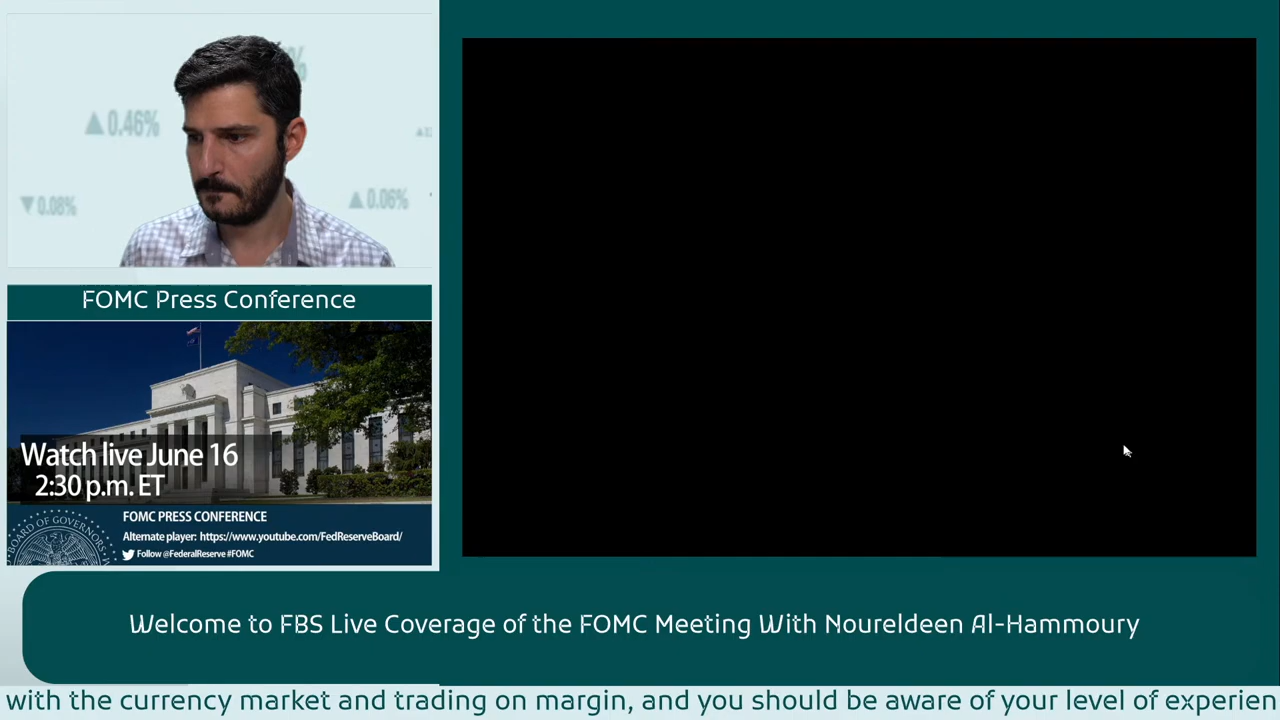 %
▲0.46%
▼0.08%
▲0.06%
FOMC Press Conference
Watch live June 16
2:30 p.m. ET
BOARD OF GOVERNORS
FOMC PRESS CONFERENCE
Alternate player: https://www.youtube.com/FedReserveBoard/
Follow @FederalReserve #FOMC
Welcome to FBS Live Coverage of the FOMC Meeting With Noureldeen Al-Hammoury
with the currency market and trading on margin, and you should be aware of your level of experien